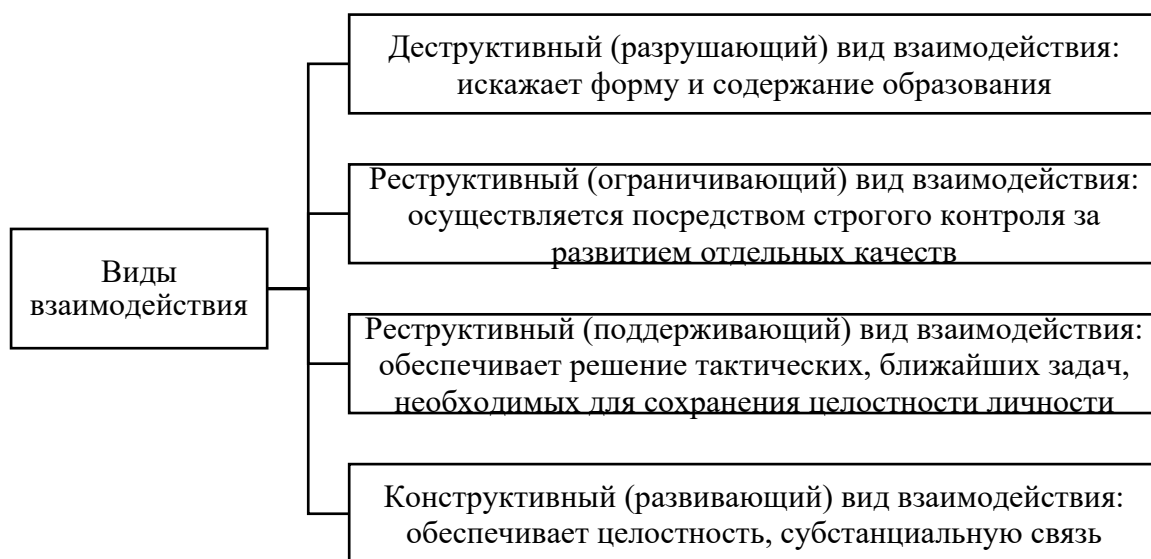 Виды
взаимодействия
Деструктивный (разрушающий) вид взаимодействия:
искажает форму и содержание образования
Реструктивный (ограничивающий) вид взаимодействия:
осуществляется посредством строгого контроля за
развитием отдельных качеств
Реструктивный (поддерживающий) вид взаимодействия:
обеспечивает решение тактических, ближайших задач,
необходимых для сохранения целостности личности
Конструктивный (развивающий) вид взаимодействия:
обеспечивает целостность, субстанциальную связь